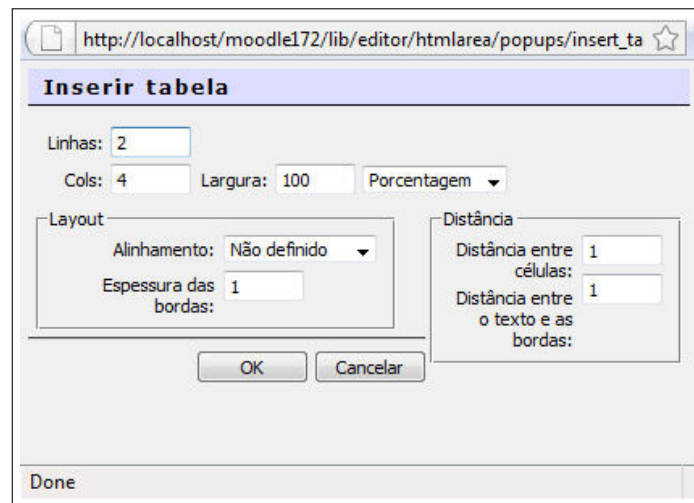 http://localhost/moodle172/lib/editor/htmlarea/popups/insert_ta
Inserir tabela
Linhas: 2
Cols: 4 Largura: 100 Porcentagem
Layout
Alinhamento: Não definido
Espessura das
bordas: 1
Distância
Distância entre
células: 1
Distância entre
o texto e as
bordas: 1
OK Cancelar
Done